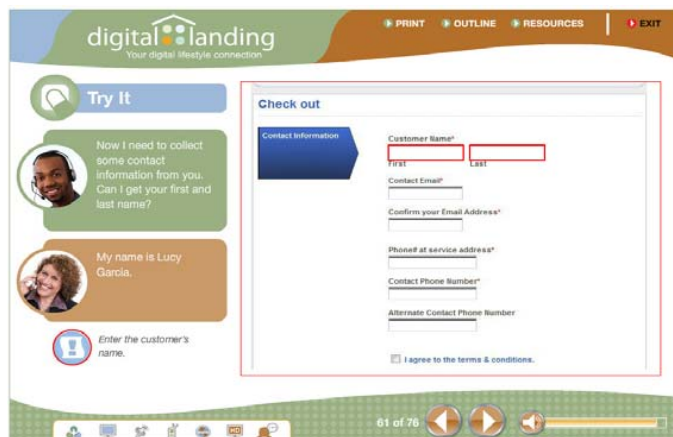 digital landing
Your digital lifestyle connection
PRINT
OUTLINE
RESOURCES
EXIT
Try It
Now I need to collect
some contact
information from you.
Can I get your first and
last name?
My name is Lucy
Garcia.
Enter the customer's
name.
Check out
Contact Information
Customer Name*
First Last
Contact Email*
Confirm your Email Address*
Phone# at service address*
Contact Phone Number*
Alternate Contact Phone Number
I agree to the terms & conditions.
HD
61 of 76